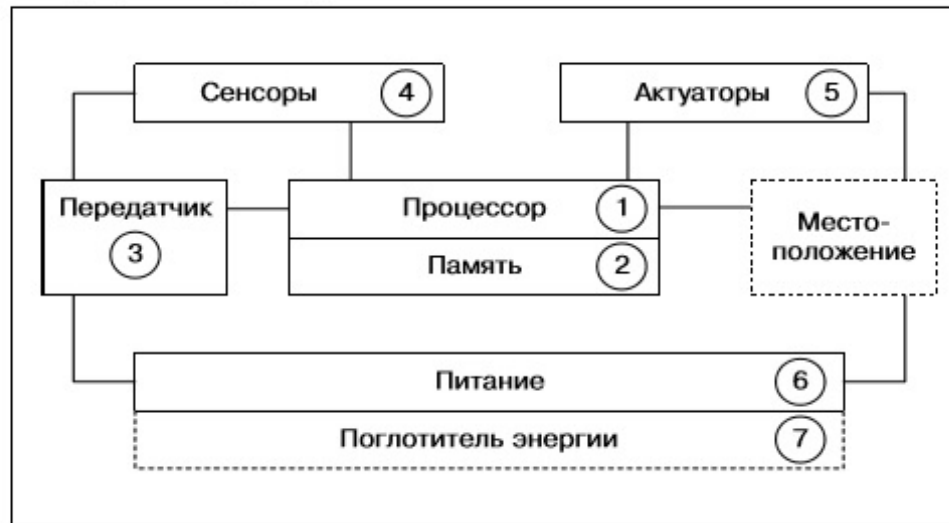 Сенсоры 4
Актуаторы 5
Передатчик
3
Процессор 1
Память 2
Место-
положение
Питание 6
Поглотитель энергии 7